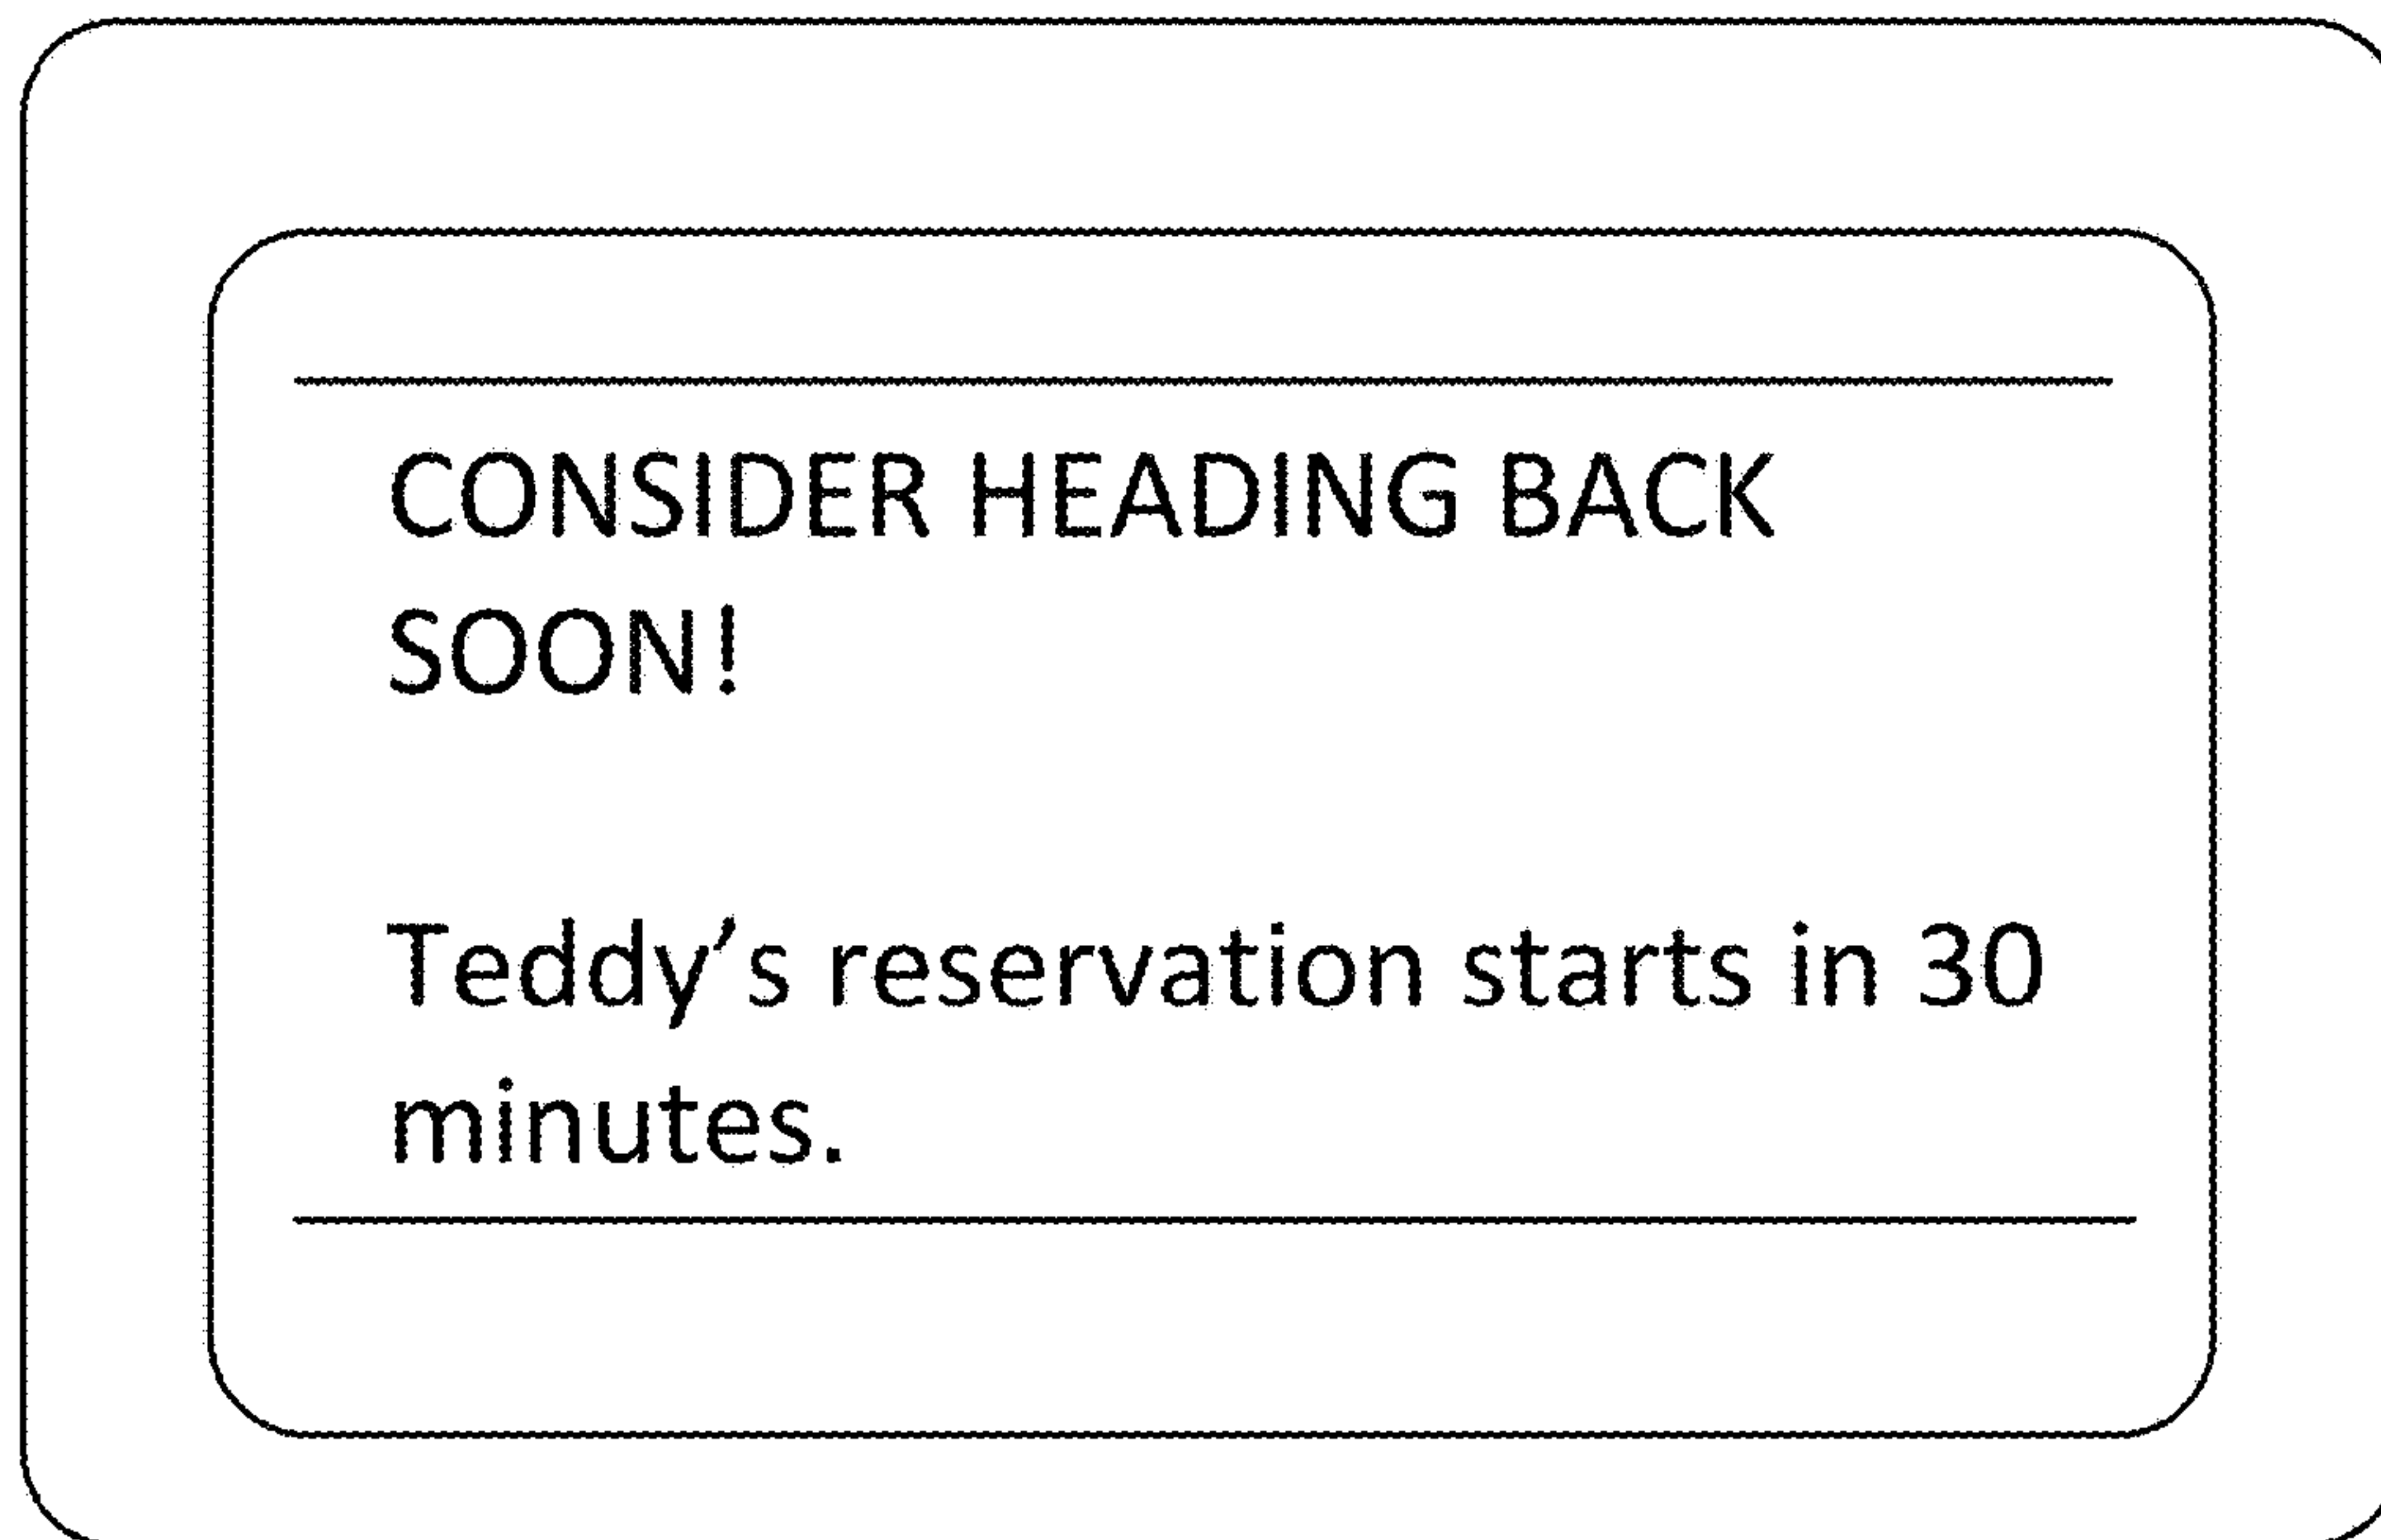 CONSIDER HEADING BACK
SOON!
Teddy’s reservation starts in 30
minutes.